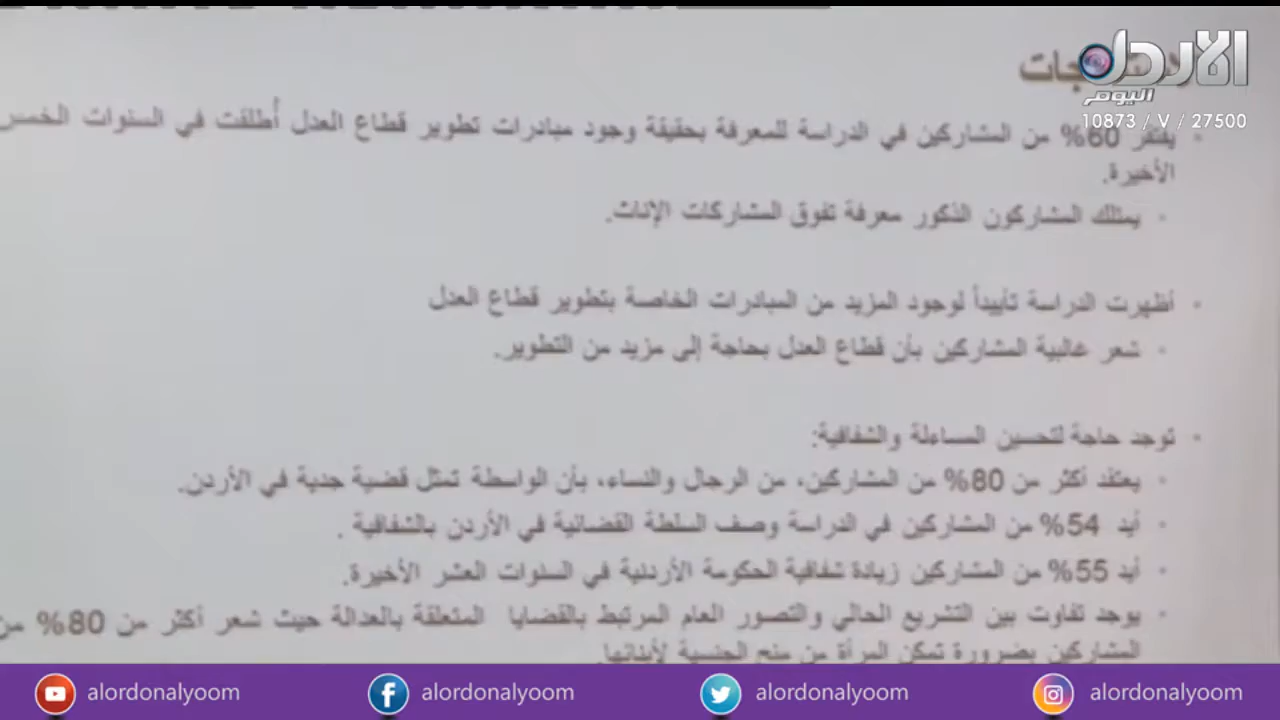 الأردن
اليوم
10873 / V / 27500
يفتقر 60% من المشاركين في الدراسة للمعرفة بحقيقة وجود مبادرات تطوير قطاع العدل أُطلقت في السنوات الخمس
الأخيرة.
يمتلك المشاركون الذكور معرفة تفوق المشاركات الإناث.
أظهرت الدراسة تأييداً لوجود المزيد من المبادرات الخاصة بتطوير قطاع العدل
شعر غالبية المشاركين بأن قطاع العدل بحاجة إلى مزيد من التطوير.
توجد حاجة لتحسين المساءلة والشفافية:
يعتقد أكثر من 80% من المشاركين، من الرجال والنساء، بأن الواسطة تمثل قضية جدية في الأردن.
أيد 54% من المشاركين في الدراسة وصف السلطة القضائية في الأردن بالشفافية .
أيد 55% من المشاركين زيادة شفافية الحكومة الأردنية في السنوات العشر الأخيرة.
يوجد تفاوت بين التشريع الحالي والتصور العام المرتبط بالقضايا المتعلقة بالعدالة حيث شعر أكثر من 80% من
المشاركين بضرورة تمكن المرأة من منح الجنسية لأبنائها.
alordonalyoom alordonalyoom alordonalyoom alordonalyoom